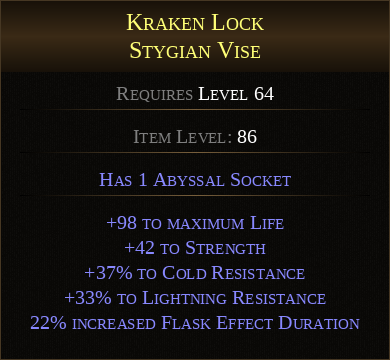 Kraken Lock
Stygian Vise
Requires Level 64
Item Level: 86
Has 1 Abyssal Socket
+98 to maximum Life
+42 to Strength
+37% to Cold Resistance
+33% to Lightning Resistance
22% increased Flask Effect Duration